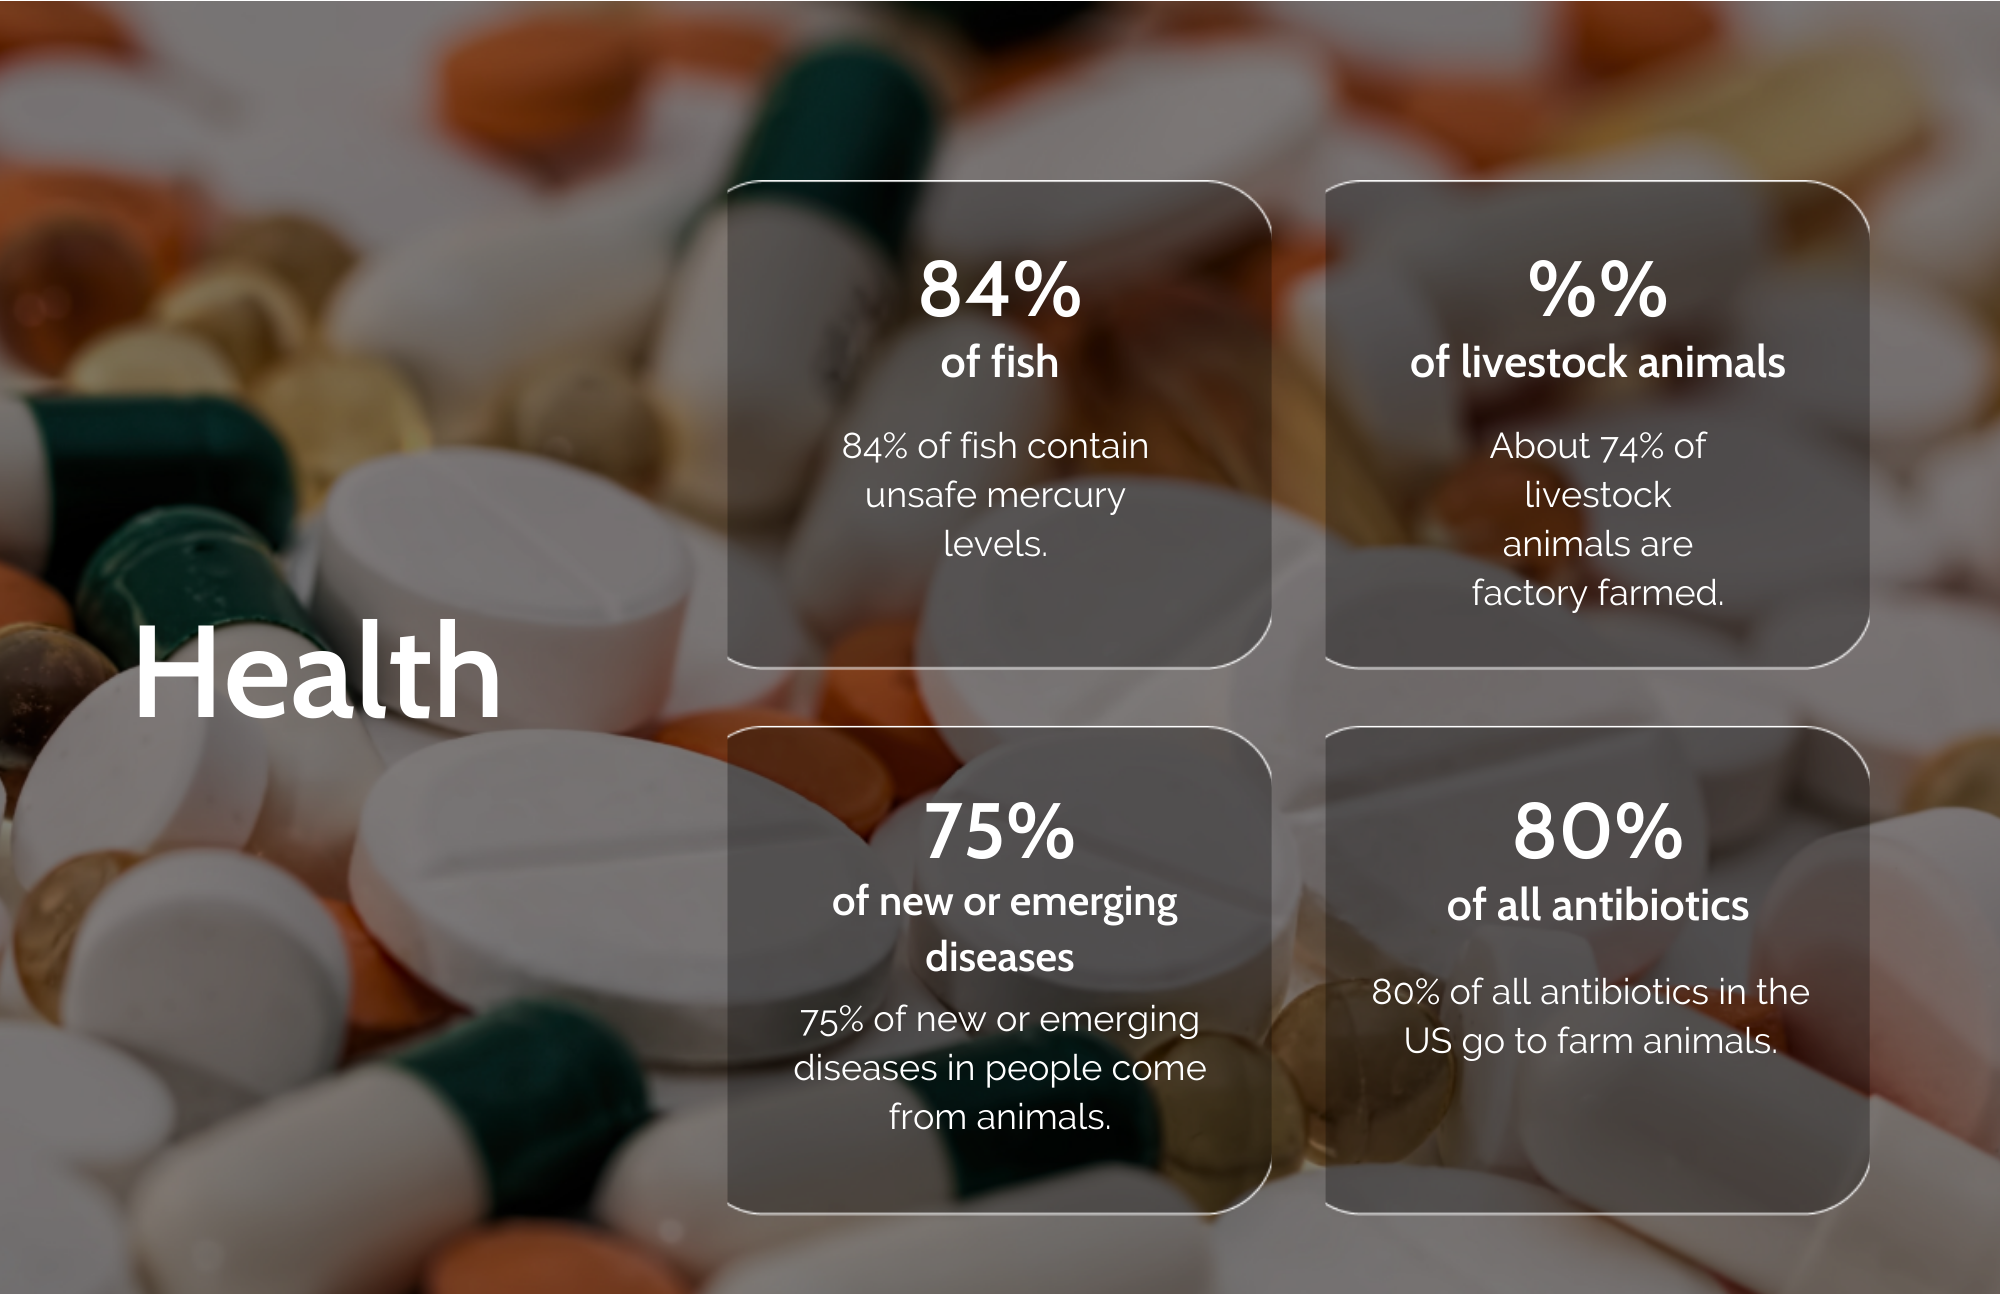 Health
84%
of fish
84% of fish contain
unsafe mercury
levels.
%%
of livestock animals
About 74% of
livestock
animals are
factory farmed.
75%
of new or emerging
diseases
75% of new or emerging
diseases in people come
from animals.
80%
of all antibiotics
80% of all antibiotics in the
US go to farm animals.